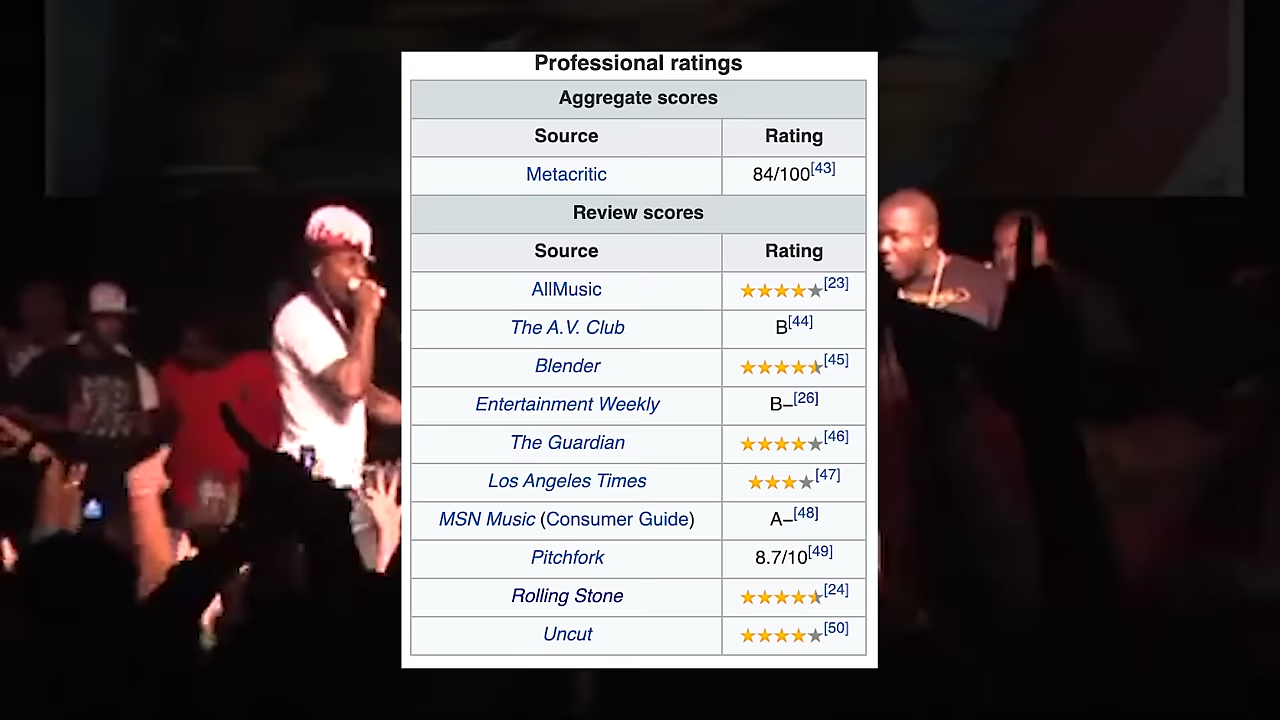 Professional ratings
Aggregate scores
Source Rating
Metacritic 84/100[43]
Review scores
Source Rating
AllMusic ★★★★★[23]
The A.V. Club B[44]
Blender ★★★★★[45]
Entertainment Weekly B–[26]
The Guardian ★★★★★[46]
Los Angeles Times ★★★★[47]
MSN Music (Consumer Guide) A–[48]
Pitchfork 8.7/10[49]
Rolling Stone ★★★★★[24]
Uncut ★★★★★[50]